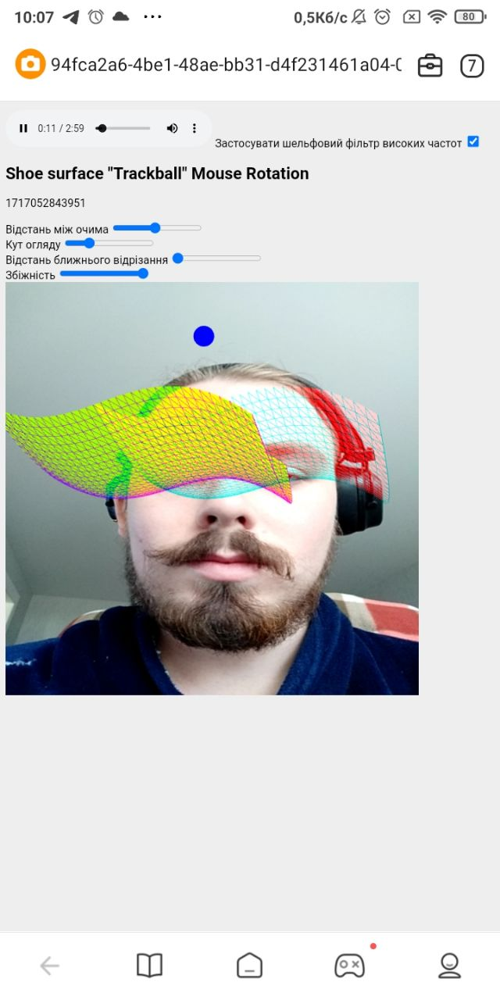 10:07 ... 0,5Кб/с 80
94fca2a6-4be1-48ae-bb31-d4f231461a04-0 7
0:11 / 2:59 Застосувати шельфовий фільтр високих частот
Shoe surface "Trackball" Mouse Rotation
1717052843951
Відстань між очима
Кут огляду
Відстань ближнього відрізання
Збіжність